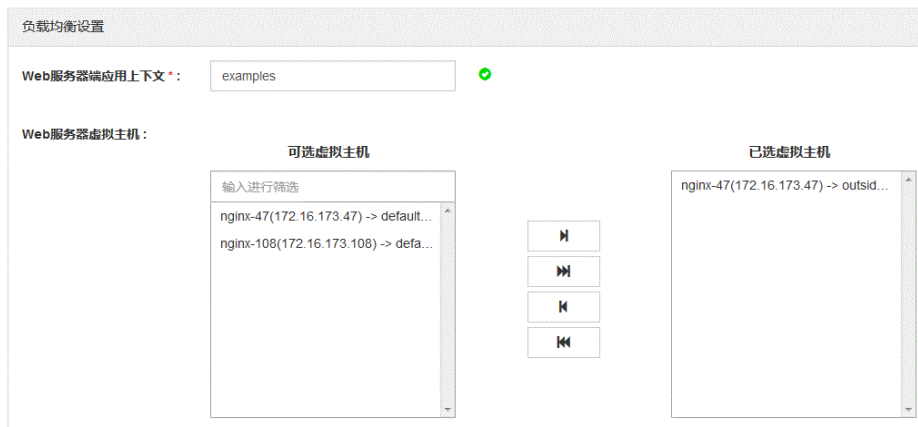 负载均衡设置
Web服务器端应用上下文*：
examples
Web服务器虚拟主机：
可选虚拟主机
已选虚拟主机
输入进行筛选
nginx-47(172.16.173.47) -> default...
nginx-108(172.16.173.108) -> defa...
nginx-47(172.16.173.47) -> outsid...